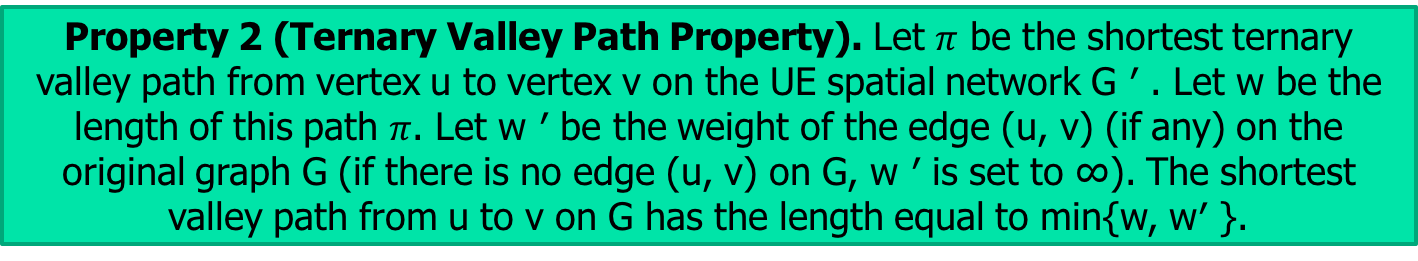 Property 2 (Ternary Valley Path Property). Let π be the shortest ternary
valley path from vertex u to vertex v on the UE spatial network G ′ . Let w be the
length of this path π. Let w ′ be the weight of the edge (u, v) (if any) on the
original graph G (if there is no edge (u, v) on G, w ′ is set to ∞). The shortest
valley path from u to v on G has the length equal to min{w, w′ }.